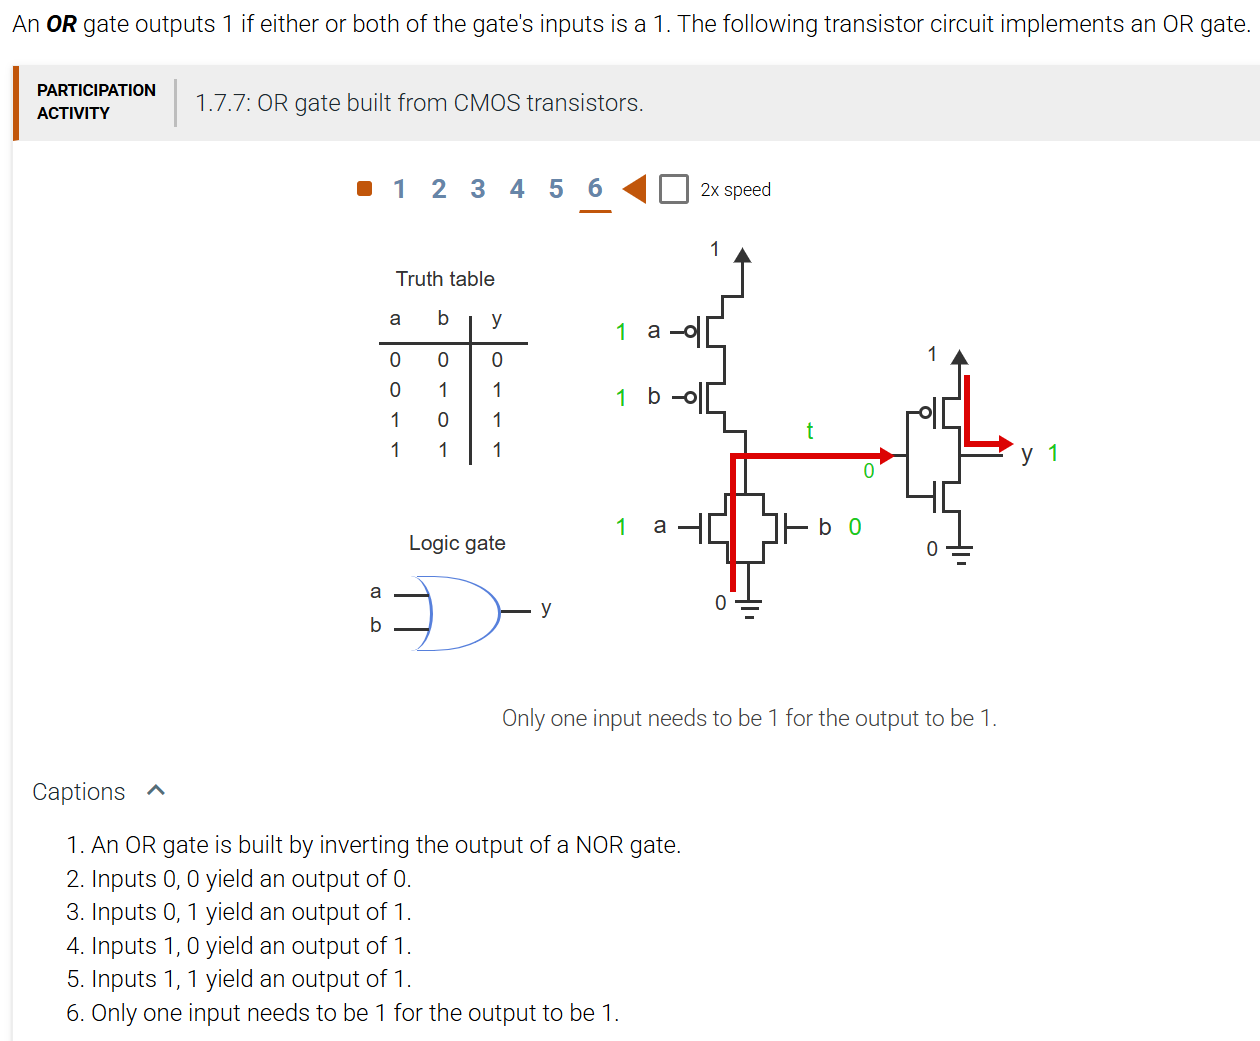 An OR gate outputs 1 if either or both of the gate's inputs is a 1. The following transistor circuit implements an OR gate.
PARTICIPATION
ACTIVITY
1.7.7: OR gate built from CMOS transistors.
1 2 3 4 5 6 2x speed
Truth table
a b y
0 0 0
0 1 1
1 0 1
1 1 1
Logic gate
a
b
y
1
1 a
1 b
t
0
1 a
b 0
0
1
y 1
0
Only one input needs to be 1 for the output to be 1.
Captions
1. An OR gate is built by inverting the output of a NOR gate.
2. Inputs 0, 0 yield an output of 0.
3. Inputs 0, 1 yield an output of 1.
4. Inputs 1, 0 yield an output of 1.
5. Inputs 1, 1 yield an output of 1.
6. Only one input needs to be 1 for the output to be 1.